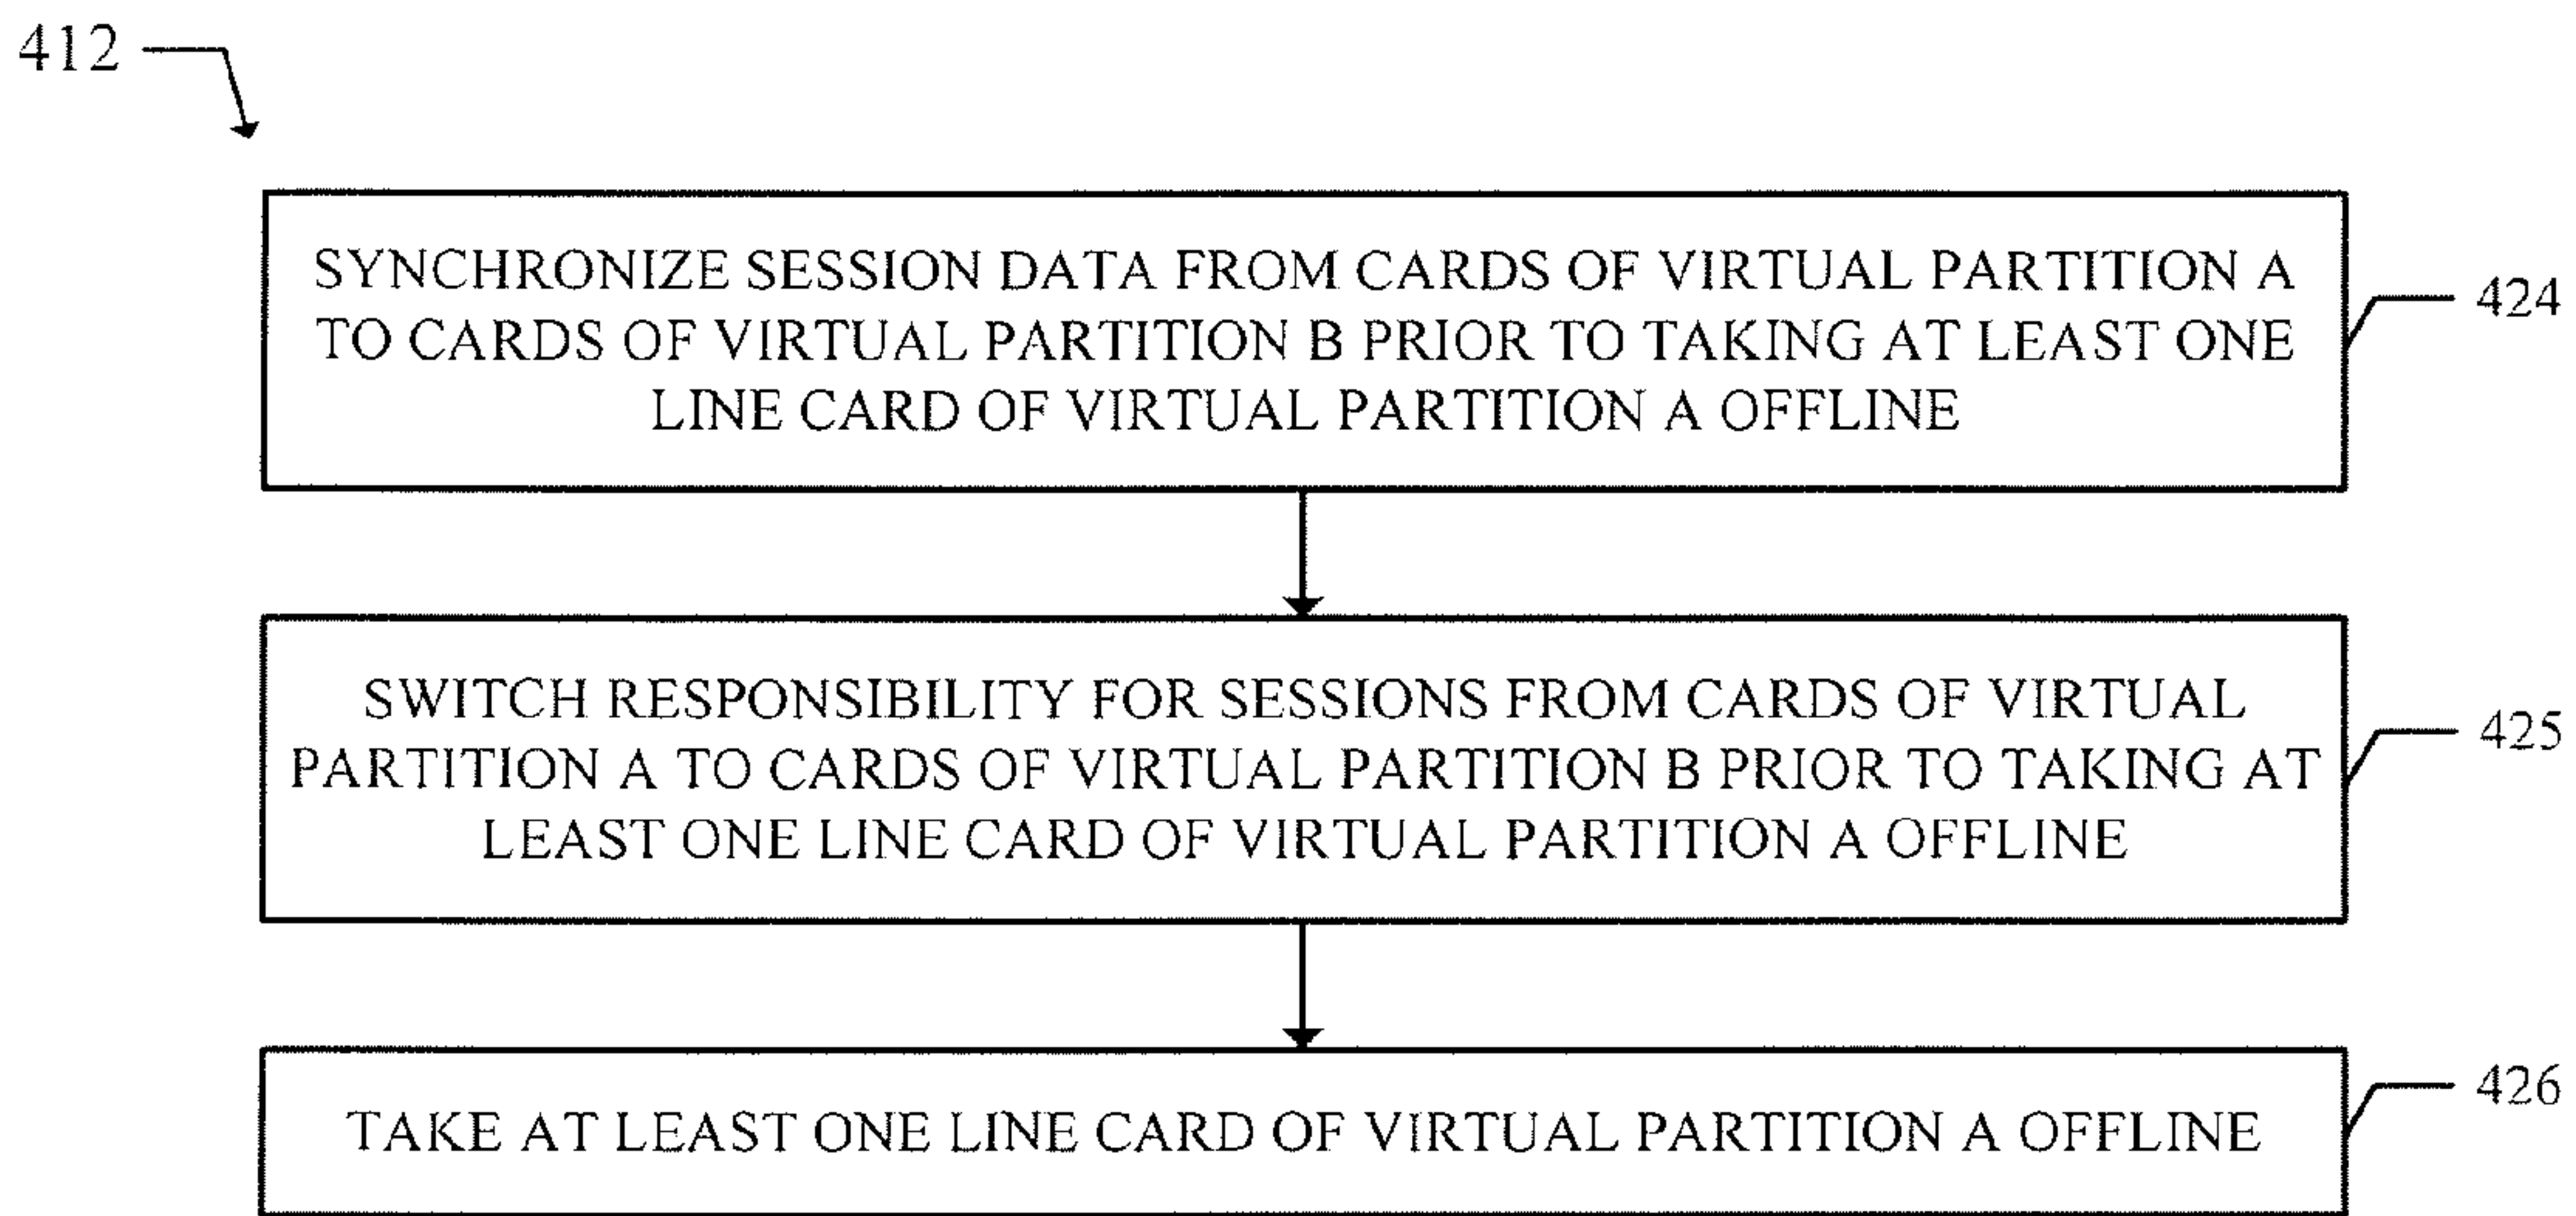 412
SYNCHRONIZE SESSION DATA FROM CARDS OF VIRTUAL PARTITION A
TO CARDS OF VIRTUAL PARTITION B PRIOR TO TAKING AT LEAST ONE
LINE CARD OF VIRTUAL PARTITION A OFFLINE
424
SWITCH RESPONSIBILITY FOR SESSIONS FROM CARDS OF VIRTUAL
PARTITION A TO CARDS OF VIRTUAL PARTITION B PRIOR TO TAKING AT
LEAST ONE LINE CARD OF VIRTUAL PARTITION A OFFLINE
425
TAKE AT LEAST ONE LINE CARD OF VIRTUAL PARTITION A OFFLINE
426